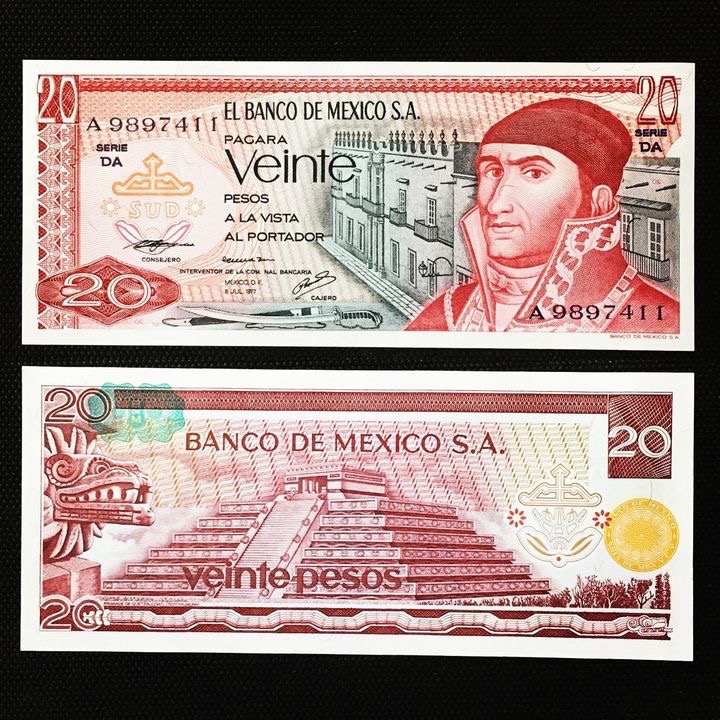 20
20
EL BANCO DE MEXICO S.A.
A 9897411
SERIE
DA
SERIE
DA
PAGARA
Veinte
PESOS
A LA VISTA
AL PORTADOR
SUD
CONSEJERO
INTERVENTOR DE LA COM. NAL BANCARIA
MEXICO, D. F.
8 JUL. 1977
CAJERO
20
A 9897411
BANCO DE MEXICO S.A.
20
BANCO DE MEXICO S.A.
20
veinte pesos
20
20